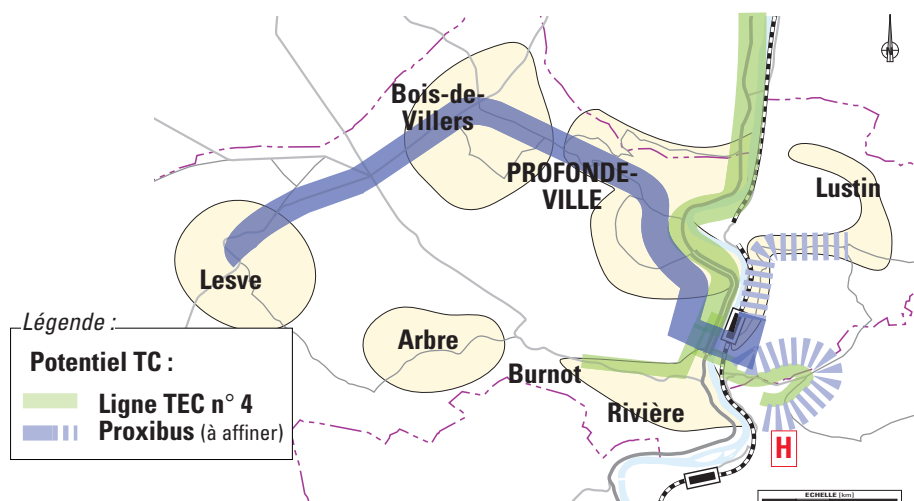 N
Bois-de-
Villers
PROFONDE-
VILLE
Lustin
Lesve
Légende :
Potentiel TC :
Ligne TEC n° 4
Proxibus (à affiner)
Arbre
Burnot
Rivière
H
ECHELLE [km]